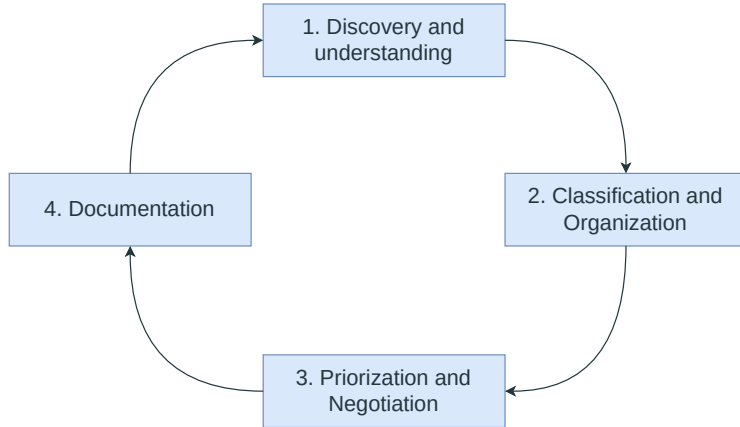 1. Discovery and
understanding
2. Classification and
Organization
3. Priorization and
Negotiation
4. Documentation